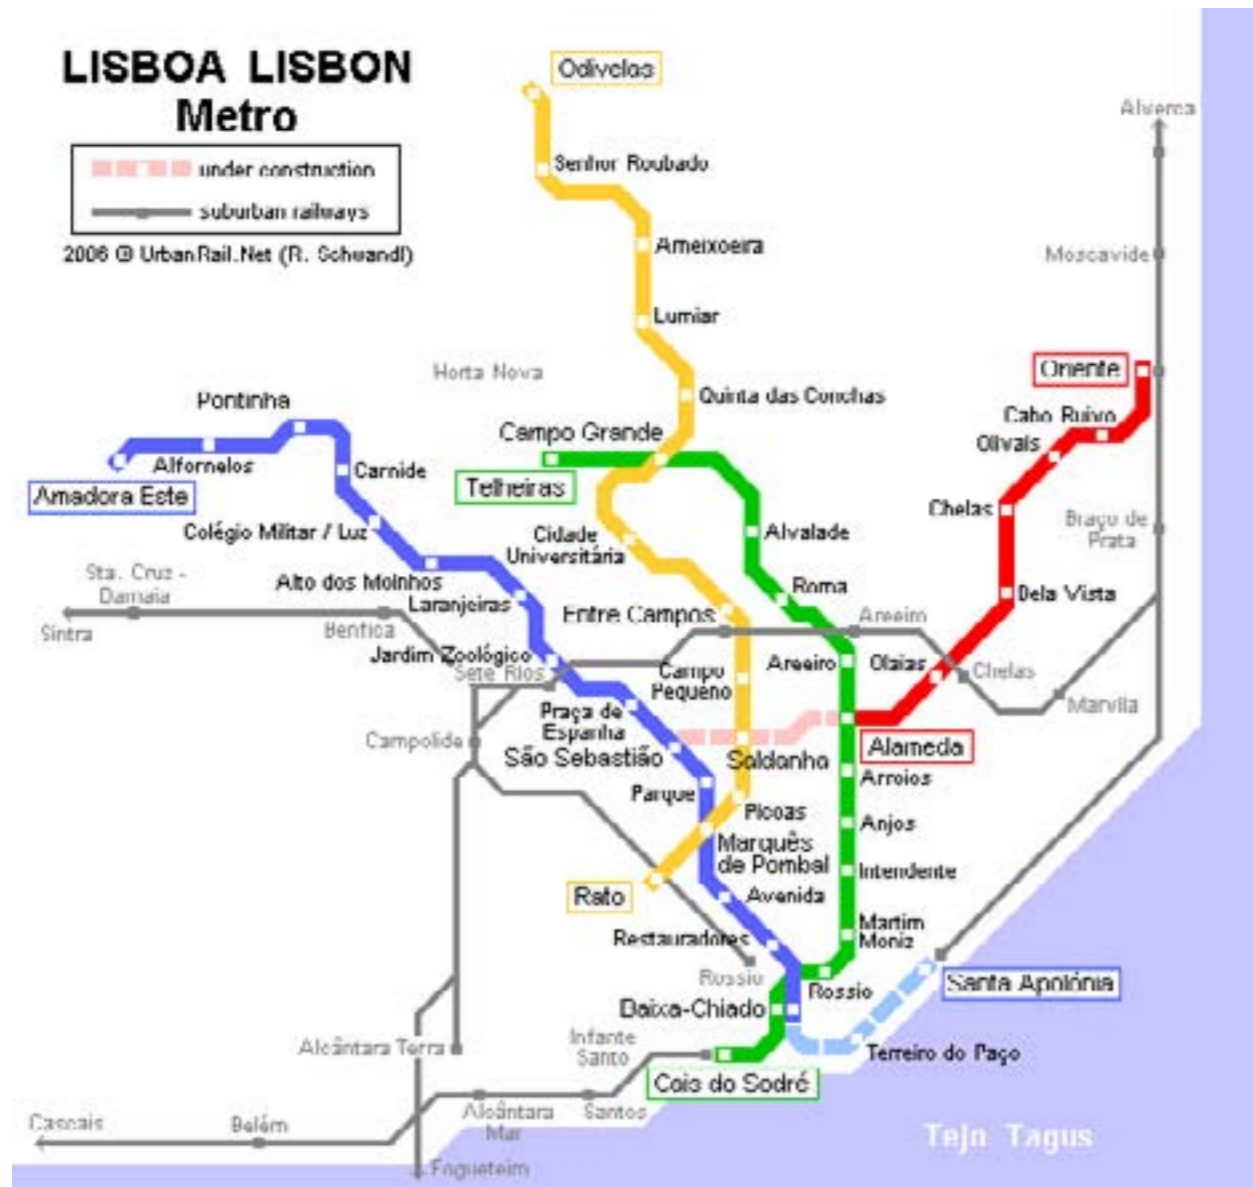 LISBOA LISBON
Metro
under construction
suburban railways
2006 © UrbanRail.Net (R. Schwandl)
Odivelas
Senhor Roubado
Ameixoeira
Lumiar
Quinta das Conchas
Horta Nova
Campo Grande
Telheiras
Pontinha
Alfornelos
Amadora Este
Carnide
Colégio Militar / Luz
Alto dos Moinhos
Laranjeiras
Jardim Zoológico
Sete Rios
Praça de
Espanha
São Sebastião
Parque
Marquês
de Pombal
Avenida
Restauradores
Baixa-Chiado
Terreiro do Paço
Santa Apolónia
Cidade
Universitária
Entre Campos
Campo
Pequeno
Saldanha
Picoas
Rato
Alvalade
Roma
Areeiro
Areeiro
Alameda
Arroios
Anjos
Intendente
Martim
Moniz
Rossio
Rossio
Cais do Sodré
Oriente
Cabo Ruivo
Olivais
Chelas
Bela Vista
Olaias
Chelas
Marvila
Braço de
Prata
Moscavide
Alverca
Sta. Cruz -
Damaia
Sintra
Benfica
Campolide
Alcântara Terra
Infante
Santo
Santos
Alcântara
Mar
Belém
Cascais
Fogueteim
Tejo Tagus